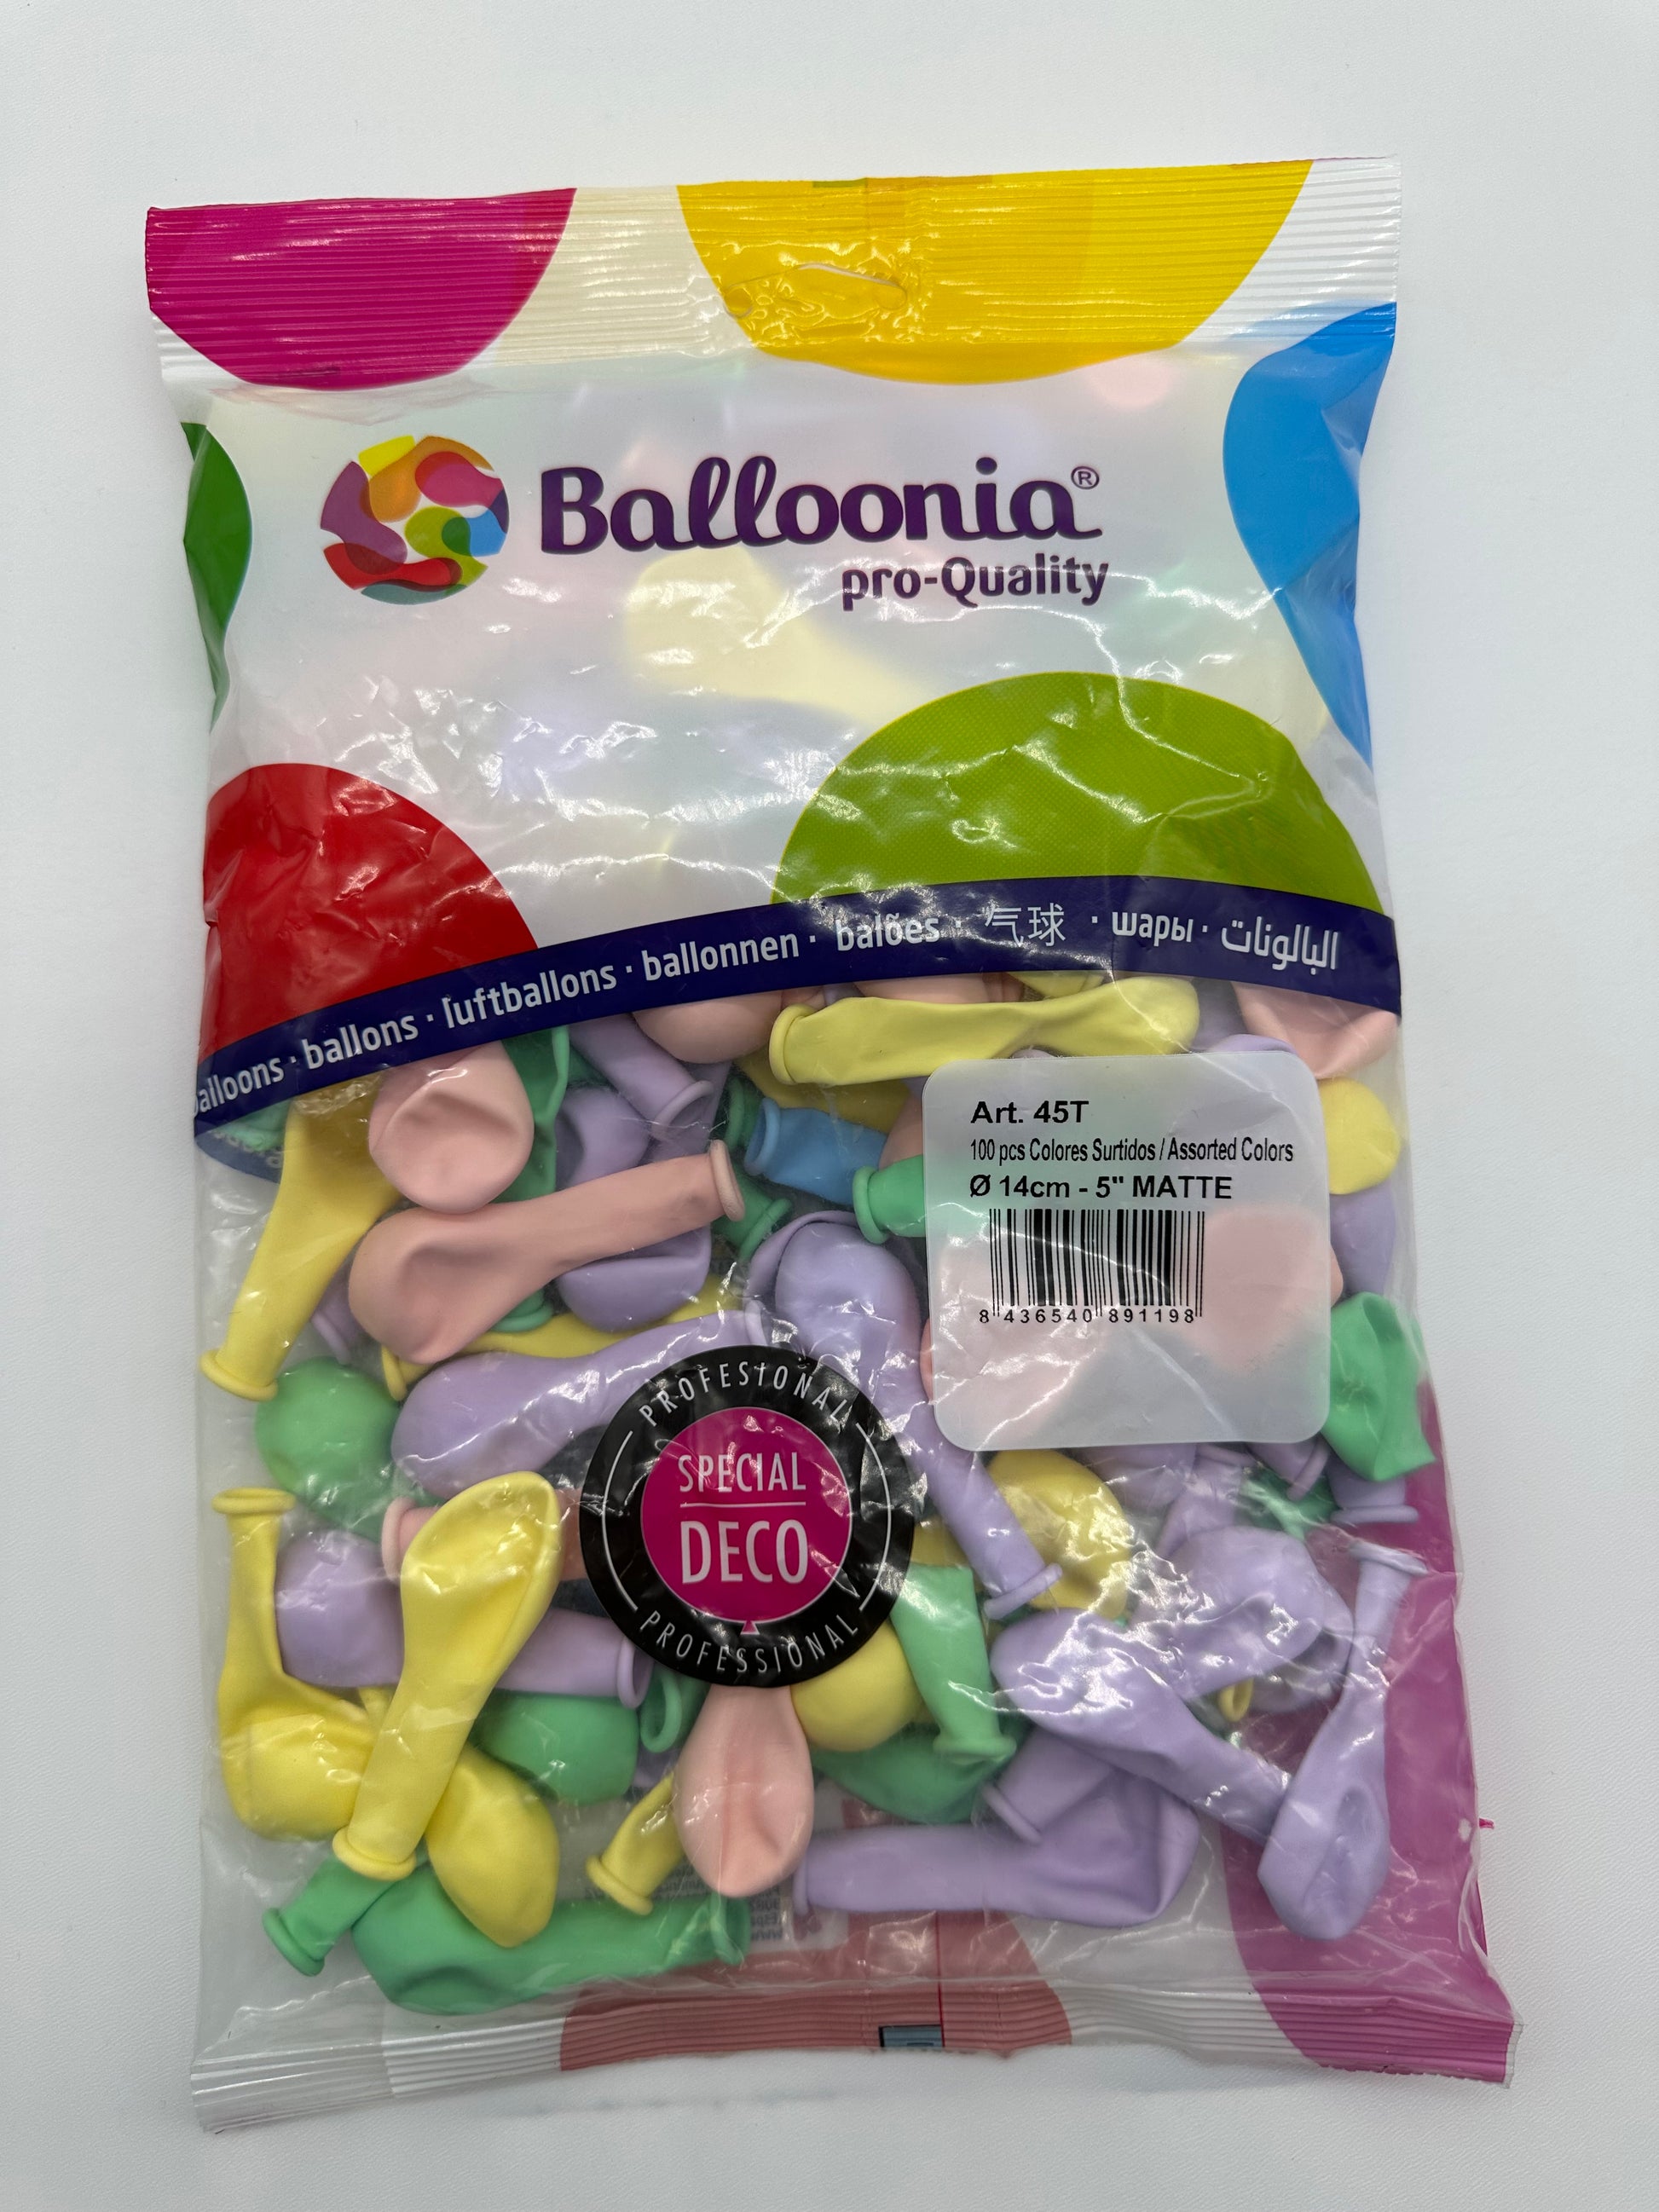 Balloonia®
pro-Quality
balloons · ballons · luftballons · ballonnen · balões · 气球 · шары · البالونات
Art. 45T
100 pcs Colores Surtidos / Assorted Colors
Ø 14cm - 5" MATTE
8 436540 891198
PROFESIONAL
SPECIAL
DECO
PROFESSIONAL